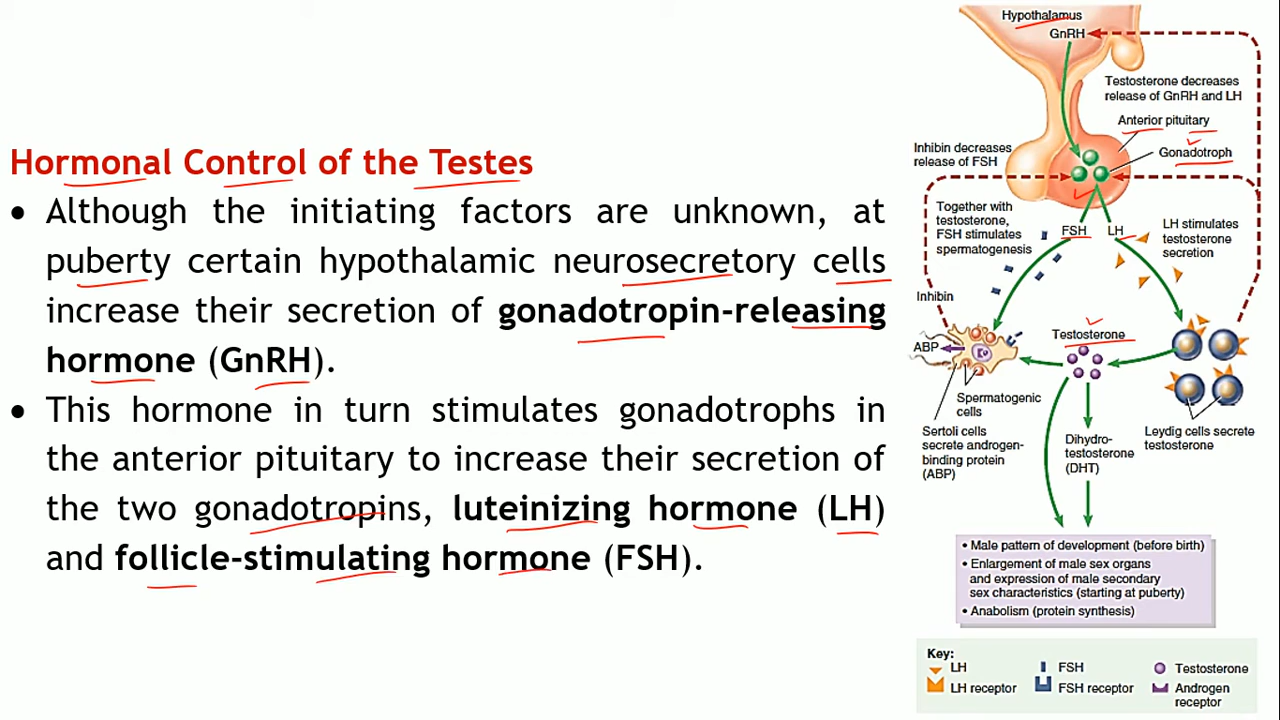 Hormonal Control of the Testes
• Although the initiating factors are unknown, at
puberty certain hypothalamic neurosecretory cells
increase their secretion of gonadotropin-releasing
hormone (GnRH).
• This hormone in turn stimulates gonadotrophs in
the anterior pituitary to increase their secretion of
the two gonadotropins, luteinizing hormone (LH)
and follicle-stimulating hormone (FSH).
Hypothalamus
GnRH
Testosterone decreases
release of GnRH and LH
Anterior pituitary
Gonadotroph
Inhibin decreases
release of FSH
Together with
testosterone,
FSH stimulates
spermatogenesis
FSH
LH
LH stimulates
testosterone
secretion
Inhibin
ABP
Testosterone
Spermatogenic
cells
Sertoli cells
secrete androgen-
binding protein
(ABP)
Dihydro-
testosterone
(DHT)
Leydig cells secrete
testosterone
• Male pattern of development (before birth)
• Enlargement of male sex organs
and expression of male secondary
sex characteristics (starting at puberty)
• Anabolism (protein synthesis)
Key:
LH
LH receptor
FSH
FSH receptor
Testosterone
Androgen
receptor